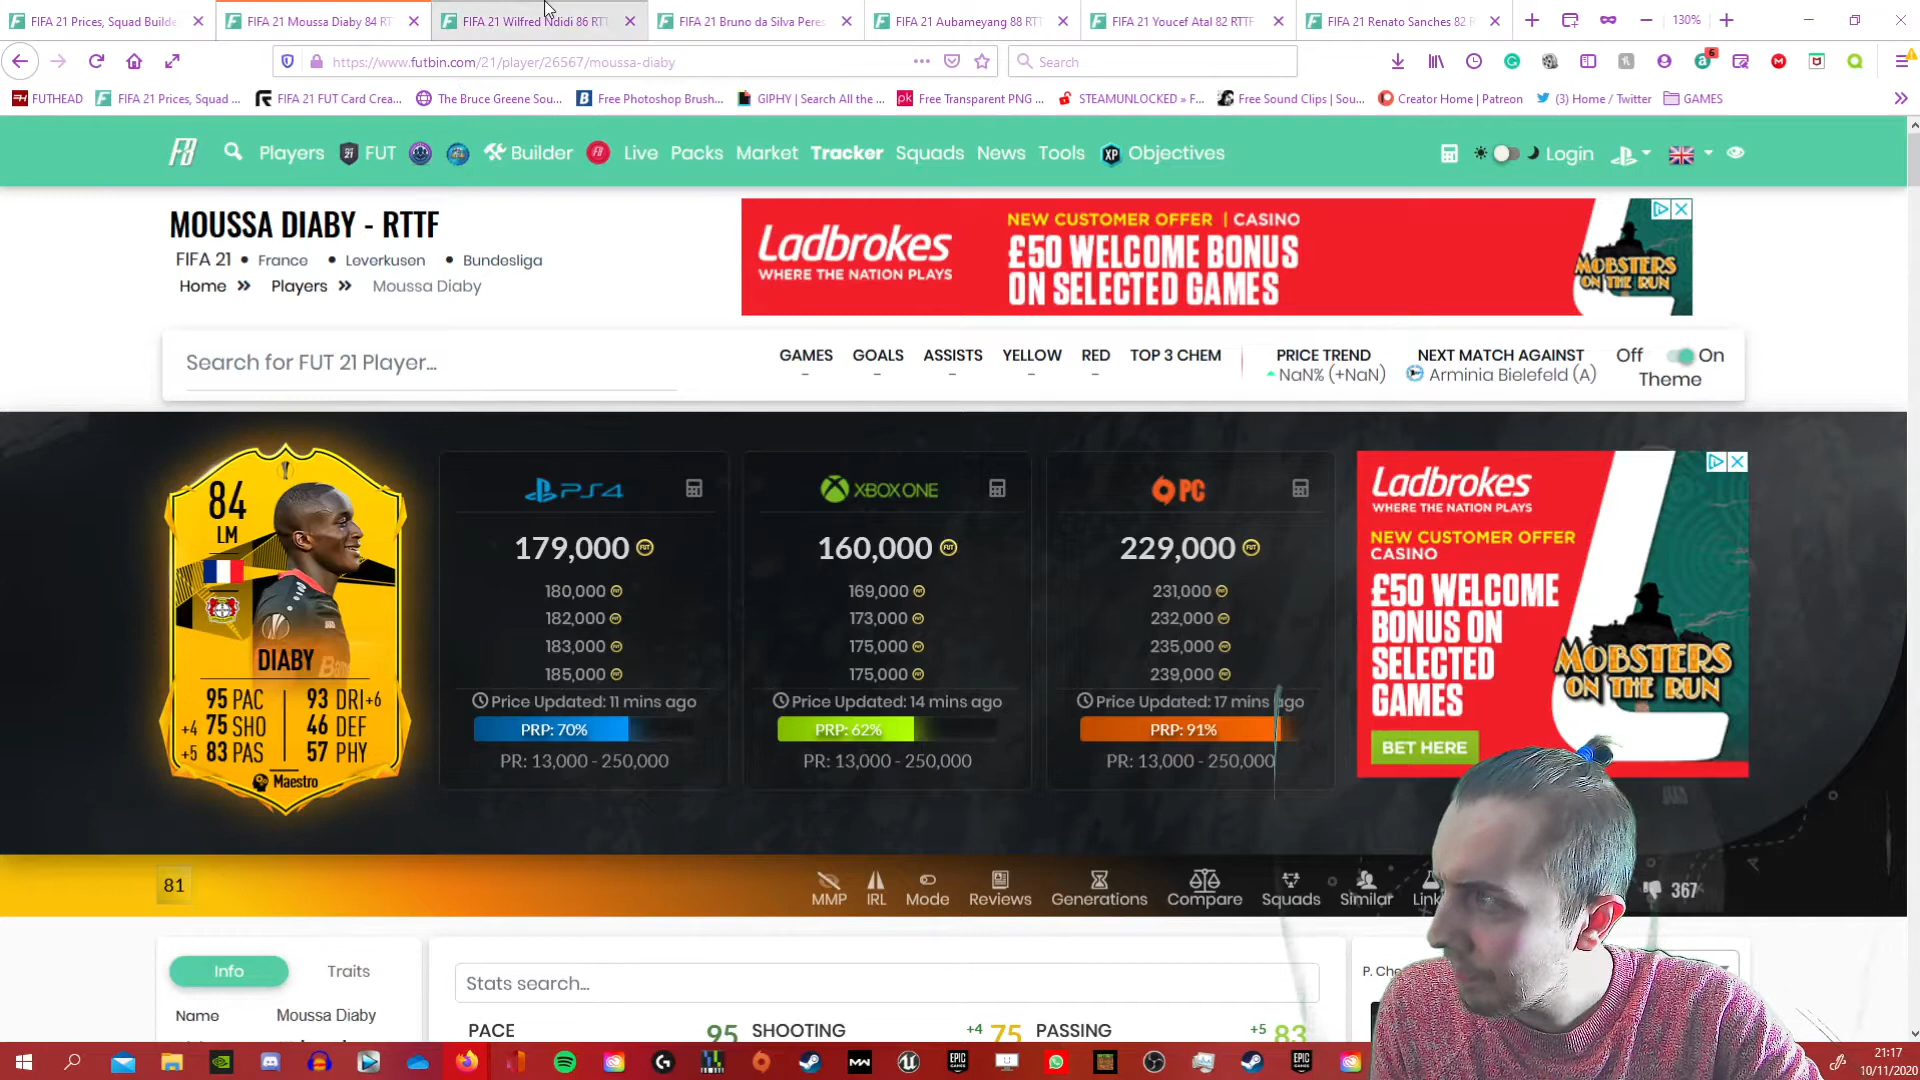 FIFA 21 Prices, Squad Builde
FIFA 21 Moussa Diaby 84 RT
FIFA 21 Wilfred Ndidi 86 RTT
FIFA 21 Bruno da Silva Peres
FIFA 21 Aubameyang 88 RTT
FIFA 21 Youcef Atal 82 RTTF
FIFA 21 Renato Sanches 82 R
130%
https://www.futbin.com/21/player/26567/moussa-diaby
Search
6
FUTHEAD
FIFA 21 Prices, Squad ...
FIFA 21 FUT Card Crea...
The Bruce Greene Sou...
Free Photoshop Brush...
GIPHY | Search All the ...
Free Transparent PNG ...
STEAMUNLOCKED » F...
Free Sound Clips | Sou...
Creator Home | Patreon
(3) Home / Twitter
GAMES
Players
FUT
Builder
Live
Packs
Market
Tracker
Squads
News
Tools
XP
Objectives
Login
MOUSSA DIABY - RTTF
FIFA 21 • France • Leverkusen • Bundesliga
Home » Players » Moussa Diaby
Ladbrokes
WHERE THE NATION PLAYS
NEW CUSTOMER OFFER | CASINO
£50 WELCOME BONUS
ON SELECTED GAMES
MOBSTERS
ON THE RUN
Search for FUT 21 Player...
GAMES
-
GOALS
-
ASSISTS
-
YELLOW
-
RED
-
TOP 3 CHEM
PRICE TREND
NaN% (+NaN)
NEXT MATCH AGAINST
Arminia Bielefeld (A)
Off On
Theme
84
LM
DIABY
95 PAC
93 DRI+6
+4 75 SHO
46 DEF
+5 83 PAS
57 PHY
Maestro
PS4
179,000
180,000
182,000
183,000
185,000
Price Updated: 11 mins ago
PRP: 70%
PR: 13,000 - 250,000
XBOX ONE
160,000
169,000
173,000
175,000
175,000
Price Updated: 14 mins ago
PRP: 62%
PR: 13,000 - 250,000
PC
229,000
231,000
232,000
235,000
239,000
Price Updated: 17 mins ago
PRP: 91%
PR: 13,000 - 250,000
Ladbrokes
WHERE THE NATION PLAYS
NEW CUSTOMER OFFER
CASINO
£50 WELCOME
BONUS ON
SELECTED
GAMES
BET HERE
MOBSTERS
ON THE RUN
81
MMP
IRL
Mode
Reviews
Generations
Compare
Squads
Similar
Link
367
Info
Traits
Name
Moussa Diaby
Stats search...
P. Che
PACE 95
SHOOTING +4 75
PASSING +5 83
21:17
10/11/2020